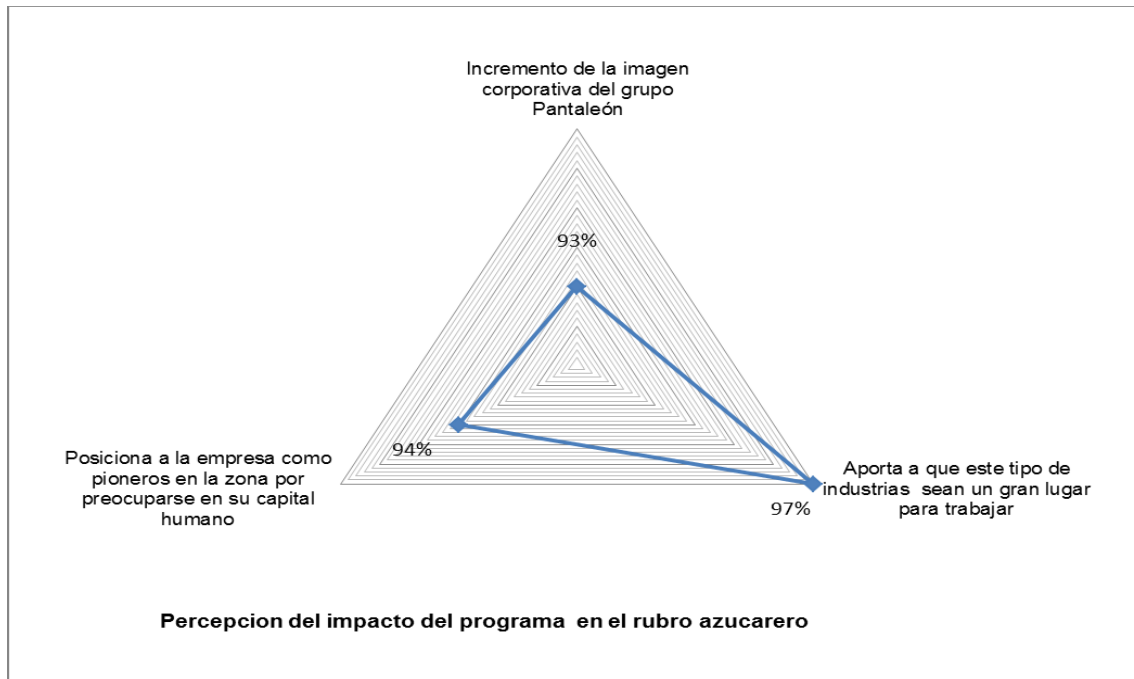 Incremento de la imagen
corporativa del grupo
Pantaleón
93%
94%
Posiciona a la empresa como
pioneros en la zona por
preocuparse en su capital
humano
Aporta a que este tipo de
industrias sean un gran lugar
para trabajar
97%
Percepcion del impacto del programa en el rubro azucarero